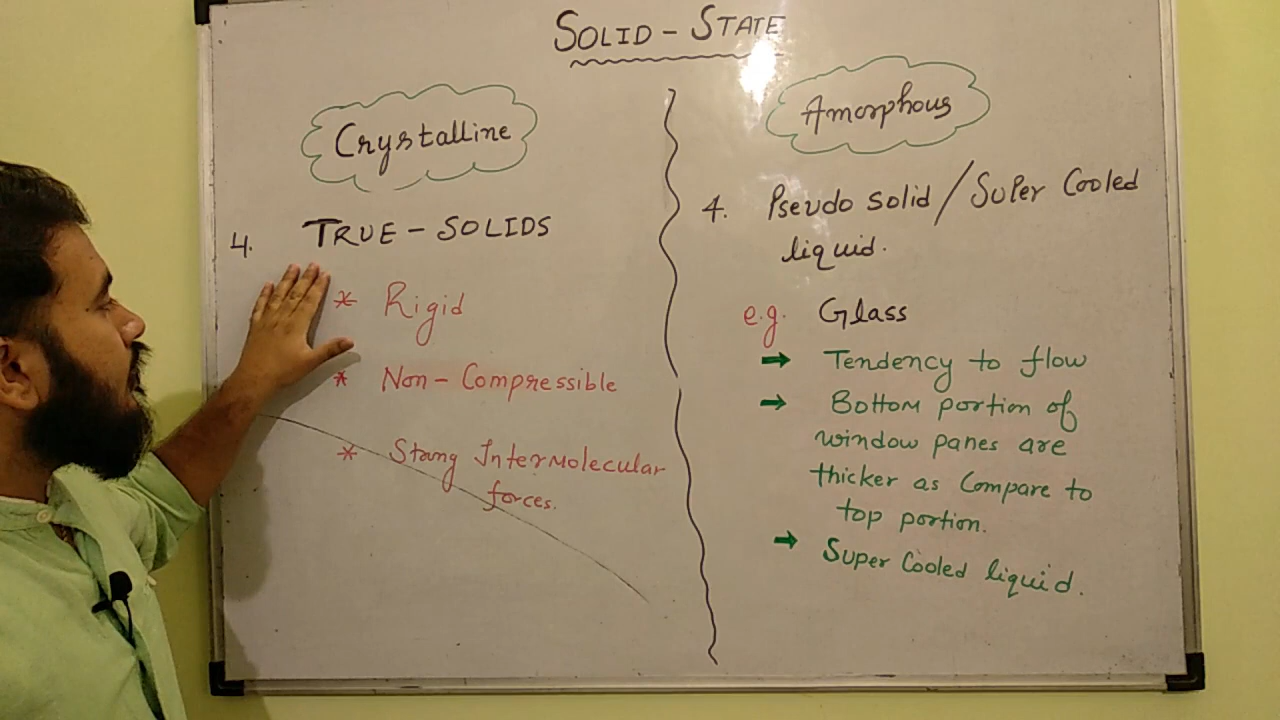 SOLID - STATE
Crystalline
4. TRUE - SOLIDS
* Rigid
* Non - Compressible
* Strong Intermolecular
forces.
Amorphous
4. Pseudo Solid / Super Cooled
liquid.
e.g. Glass
➡ Tendency to flow
➡ Bottom portion of
window panes are
thicker as Compare to
top portion.
➡ Super Cooled liquid.